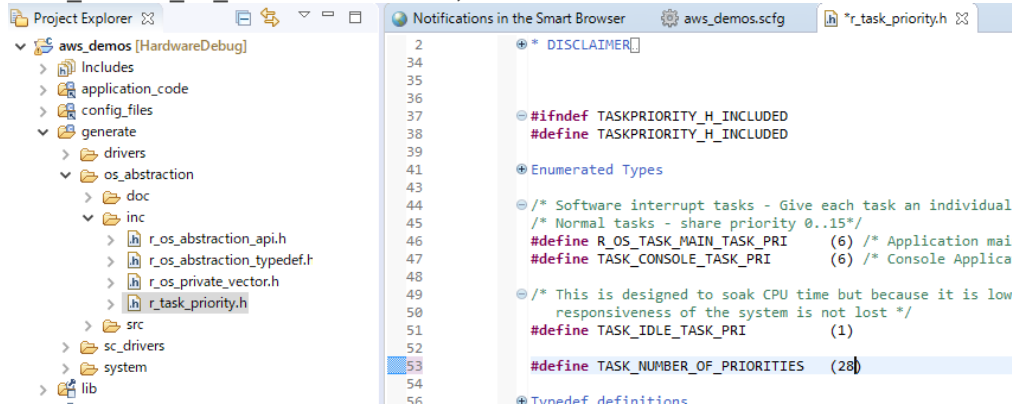 Project Explorer
aws_demos [HardwareDebug]
Includes
application_code
config_files
generate
drivers
os_abstraction
doc
inc
r_os_abstraction_api.h
r_os_abstraction_typedef.h
r_os_private_vector.h
r_task_priority.h
src
sc_drivers
system
lib
Notifications in the Smart Browser aws_demos.scfg *r_task_priority.h
2 * DISCLAIMER
34
35
36
37 #ifndef TASKPRIORITY_H_INCLUDED
38 #define TASKPRIORITY_H_INCLUDED
39
41 Enumerated Types
43
44 /* Software interrupt tasks - Give each task an individual
45 /* Normal tasks - share priority 0..15*/
46 #define R_OS_TASK_MAIN_TASK_PRI (6) /* Application mai
47 #define TASK_CONSOLE_TASK_PRI (6) /* Console Applica
48
49 /* This is designed to soak CPU time but because it is low
50 responsiveness of the system is not lost */
51 #define TASK_IDLE_TASK_PRI (1)
52
53 #define TASK_NUMBER_OF_PRIORITIES (28)
54
56 Typedef definitions